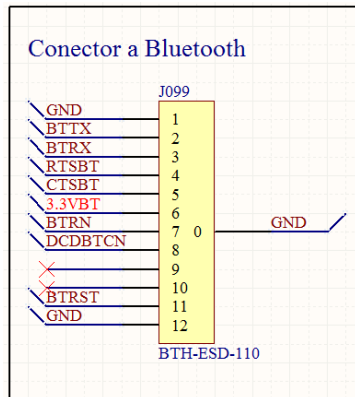 Conector a Bluetooth
J099
GND 1
BTTX 2
BTRX 3
RTSBT 4
CTSBT 5
3.3VBT 6
BTRN 7 0 GND
DCDBTCN 8
9
10
BTRST 11
GND 12
BTH-ESD-110